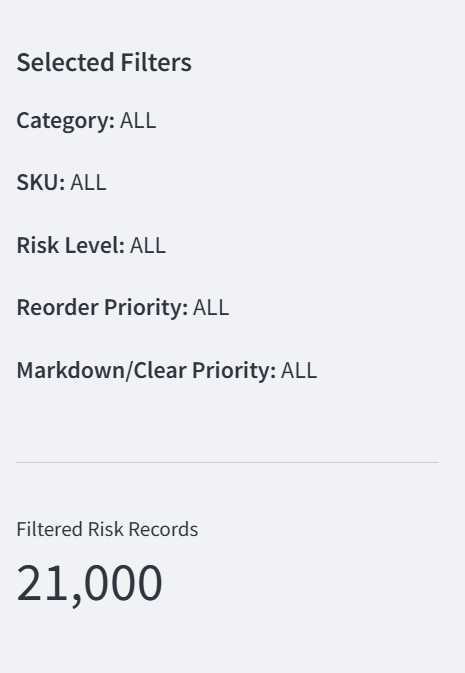 Selected Filters
Category: ALL
SKU: ALL
Risk Level: ALL
Reorder Priority: ALL
Markdown/Clear Priority: ALL
Filtered Risk Records
21,000